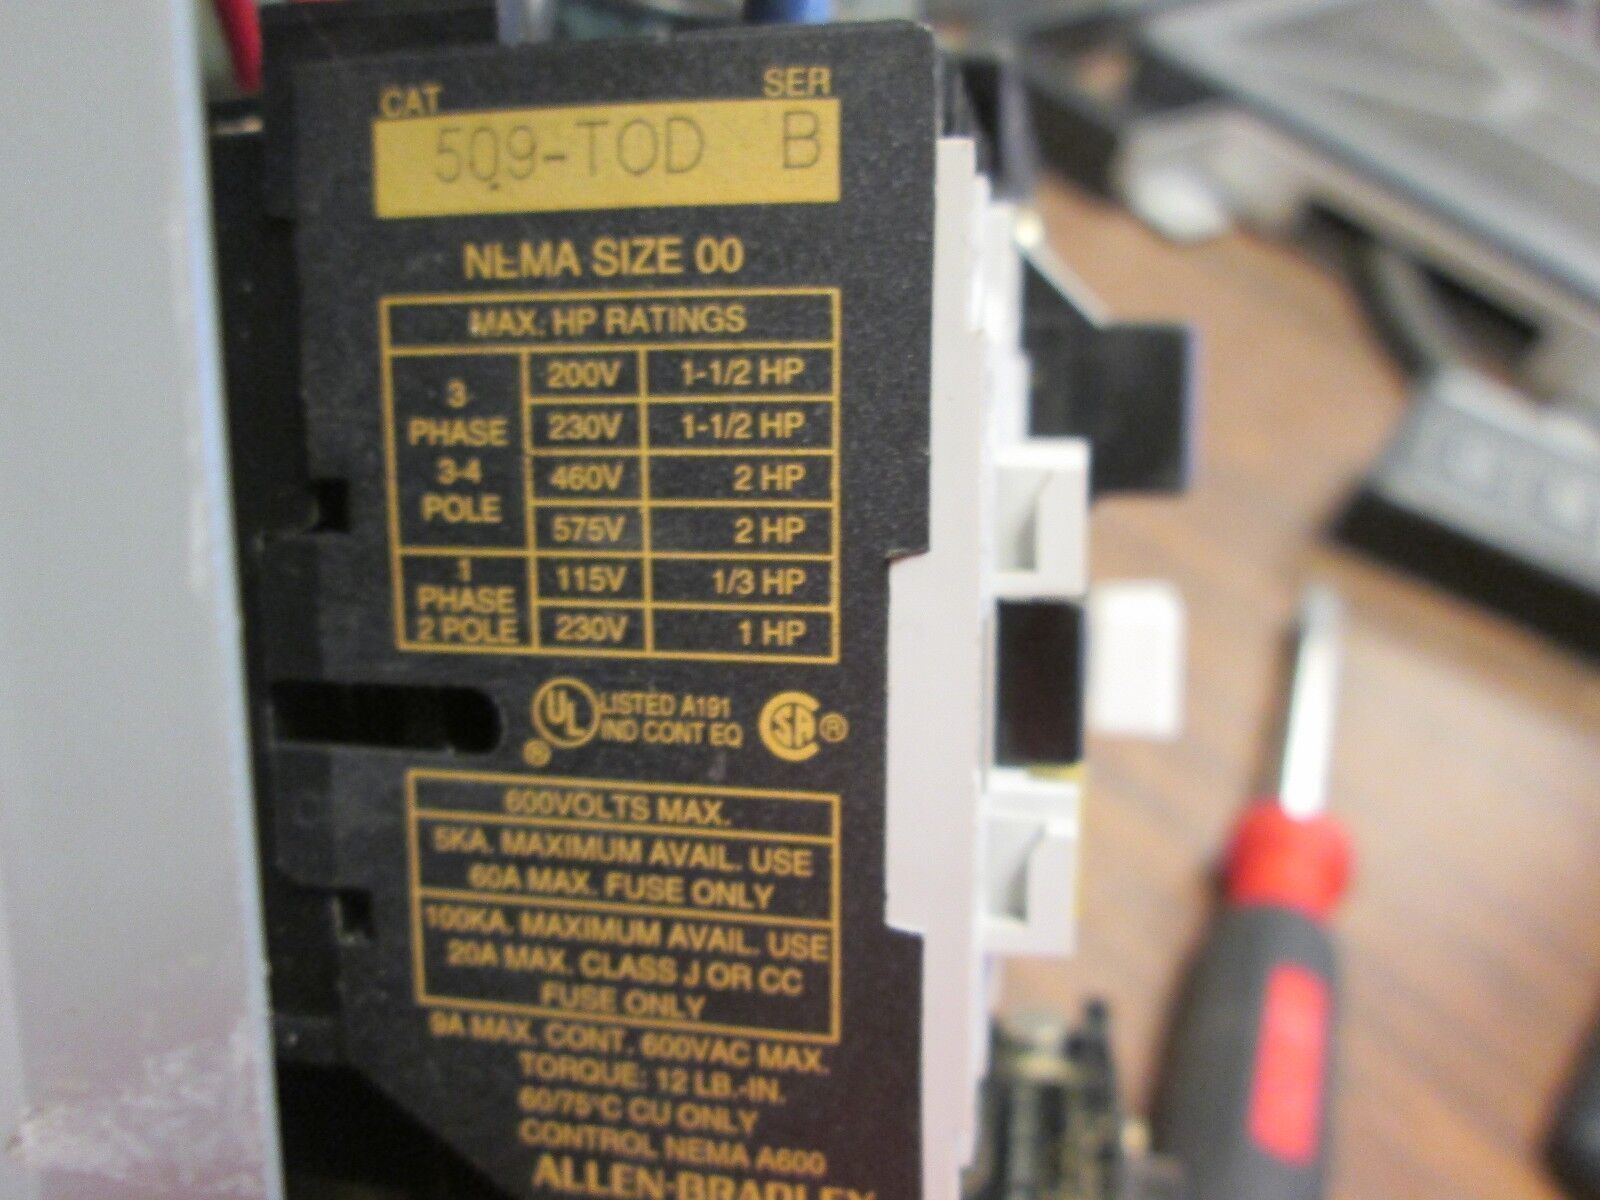 CAT SER
509-TOD B
NEMA SIZE 00
MAX. HP RATINGS
3 PHASE 3-4 POLE
200V 1-1/2 HP
230V 1-1/2 HP
460V 2 HP
575V 2 HP
1 PHASE 2 POLE
115V 1/3 HP
230V 1 HP
UL ® LISTED A191 IND CONT EQ SA ®
600VOLTS MAX.
5KA. MAXIMUM AVAIL. USE
60A MAX. FUSE ONLY
100KA. MAXIMUM AVAIL. USE
20A MAX. CLASS J OR CC
FUSE ONLY
9A MAX. CONT. 600VAC MAX.
TORQUE: 12 LB.-IN.
60/75°C CU ONLY
CONTROL NEMA A600
ALLEN-BRADLEY